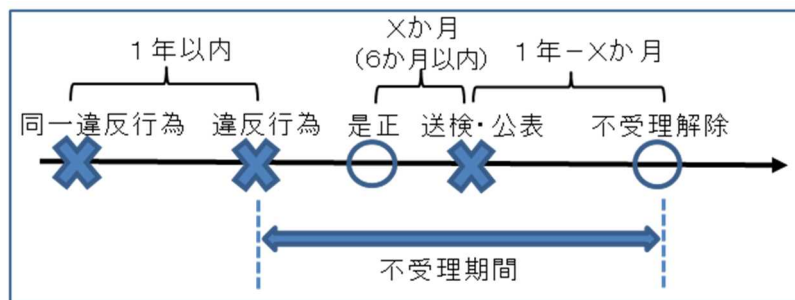 Xか月
１年以内
(6か月以内)
１年－Xか月
同一違反行為 違反行為 是正 送検・公表 不受理解除
不受理期間